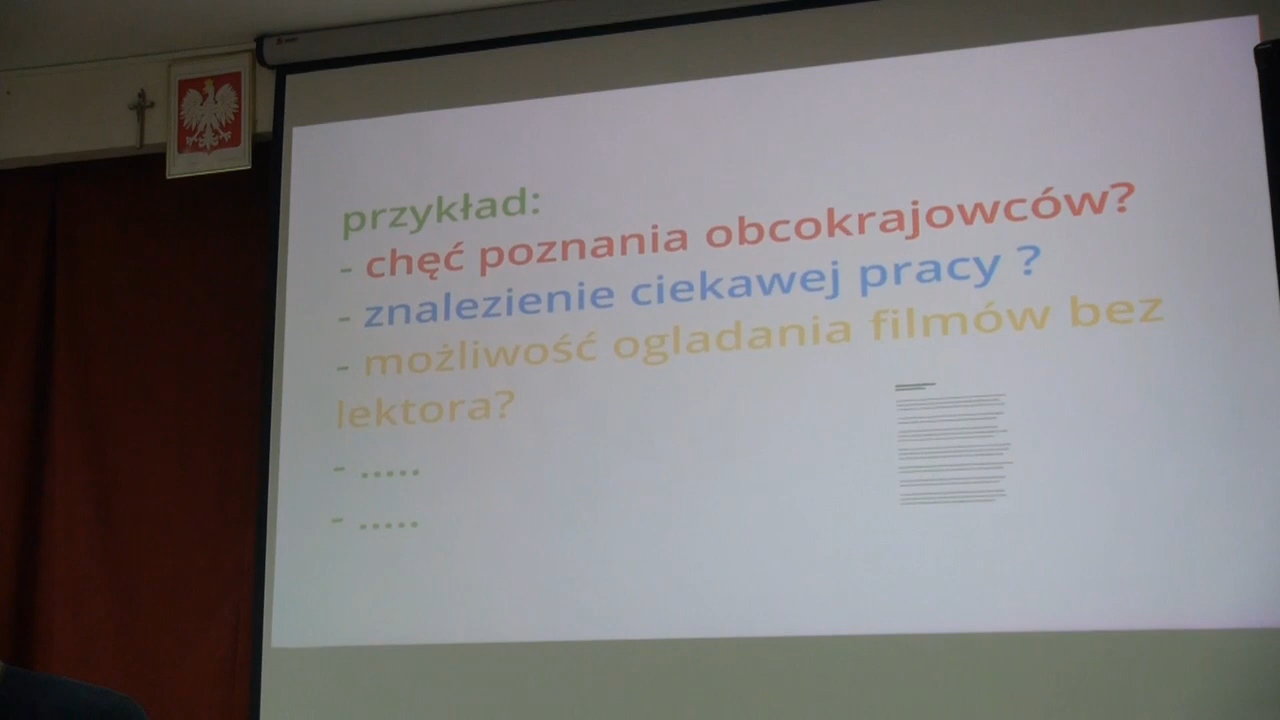 przykład:
- chęć poznania obcokrajowców?
- znalezienie ciekawej pracy ?
- możliwość ogladania filmów bez
lektora?
- .....
- .....